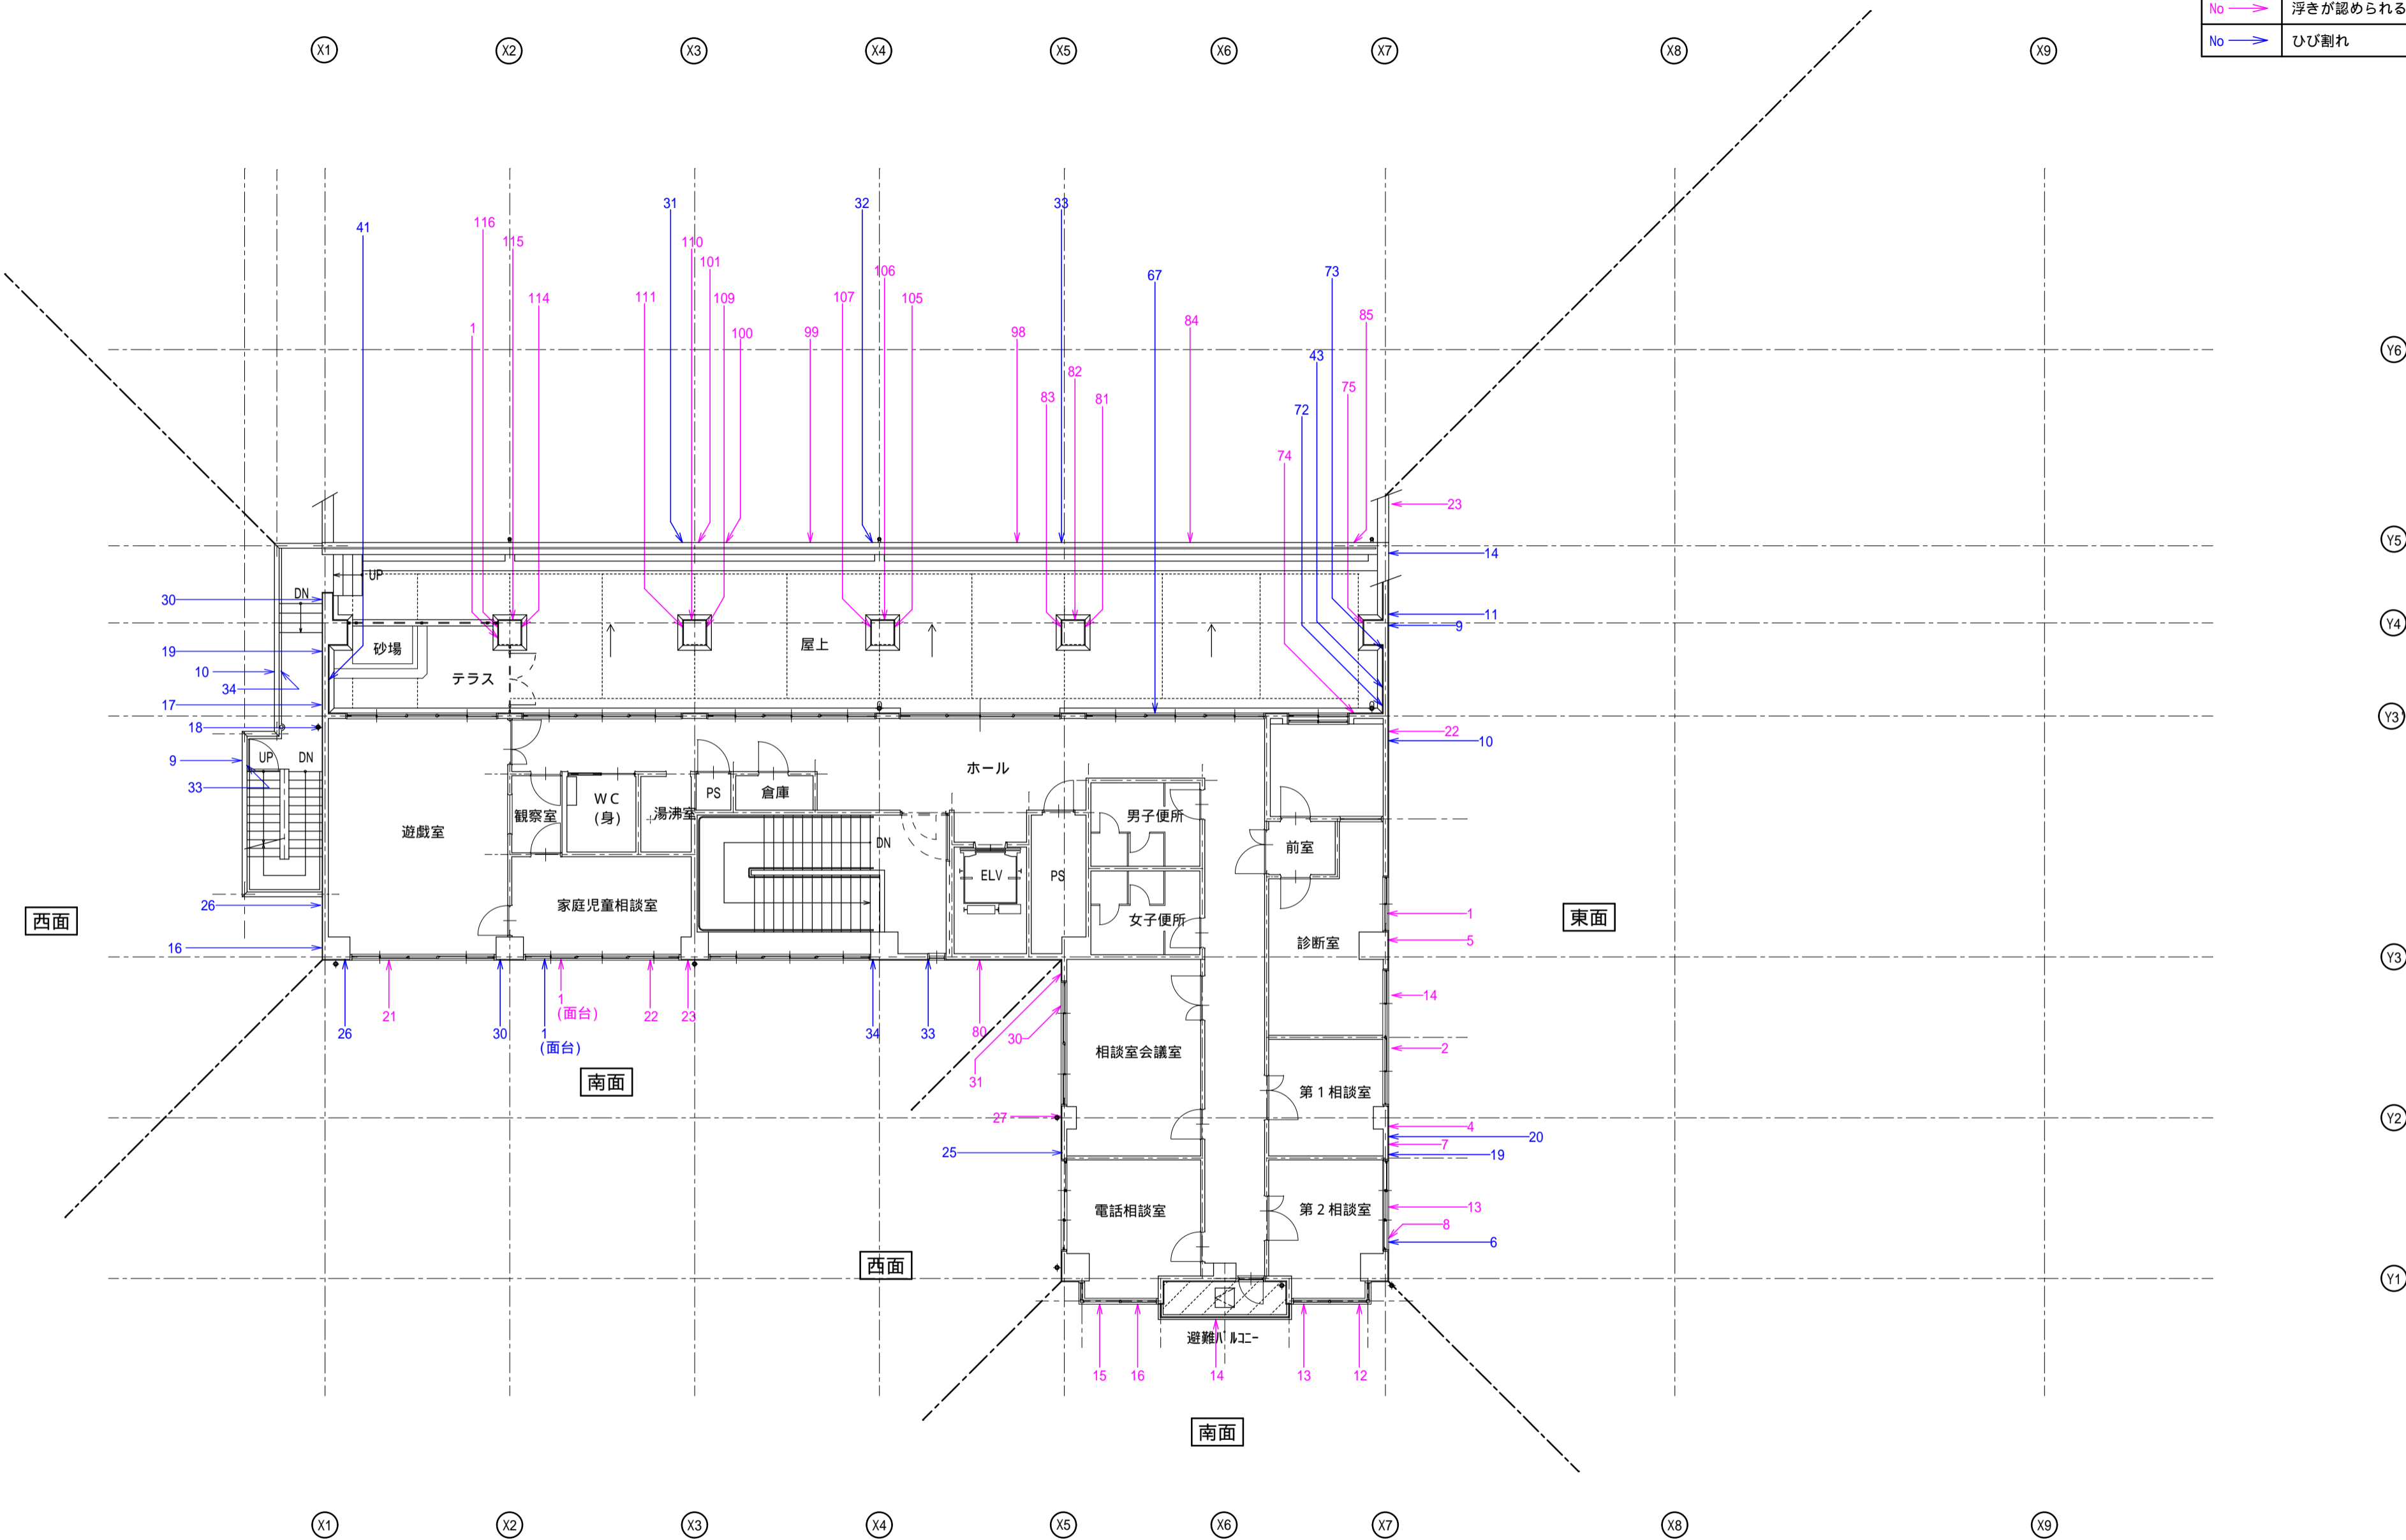 No 浮きが認められる
No ひび割れ
X1 X2 X3 X4 X5 X6 X7 X8 X9
31 32 33
116
41
115 110
101
106
67 73
1 114 111 109 107 105
100 99 98 84 85
Y6
43
82
75
83 81
72
74
23
Y5
14
UP
DN
30
11
Y4
9
砂場
屋上
19
10
テラス
34
17
Y3'
18
22
10
9 UP DN
ホール
33
PS 倉庫
WC
(身)
観察室 湯沸室 男子便所
遊戯室
DN
前室
ELV PS
26
家庭児童相談室
西面
1
東面
女子便所
5
診断室
16
Y3
14
1
(面台)
21 22 23
26 30 1
(面台)
34 33 80
30
2
相談室会議室
31
南面
第1相談室
27
Y2
4
20
7
25
19
電話相談室 第2相談室
13
8
6
西面
Y1
避難バルコニー
15 16 14 13 12
南面
X1 X2 X3 X4 X5 X6 X7 X8 X9